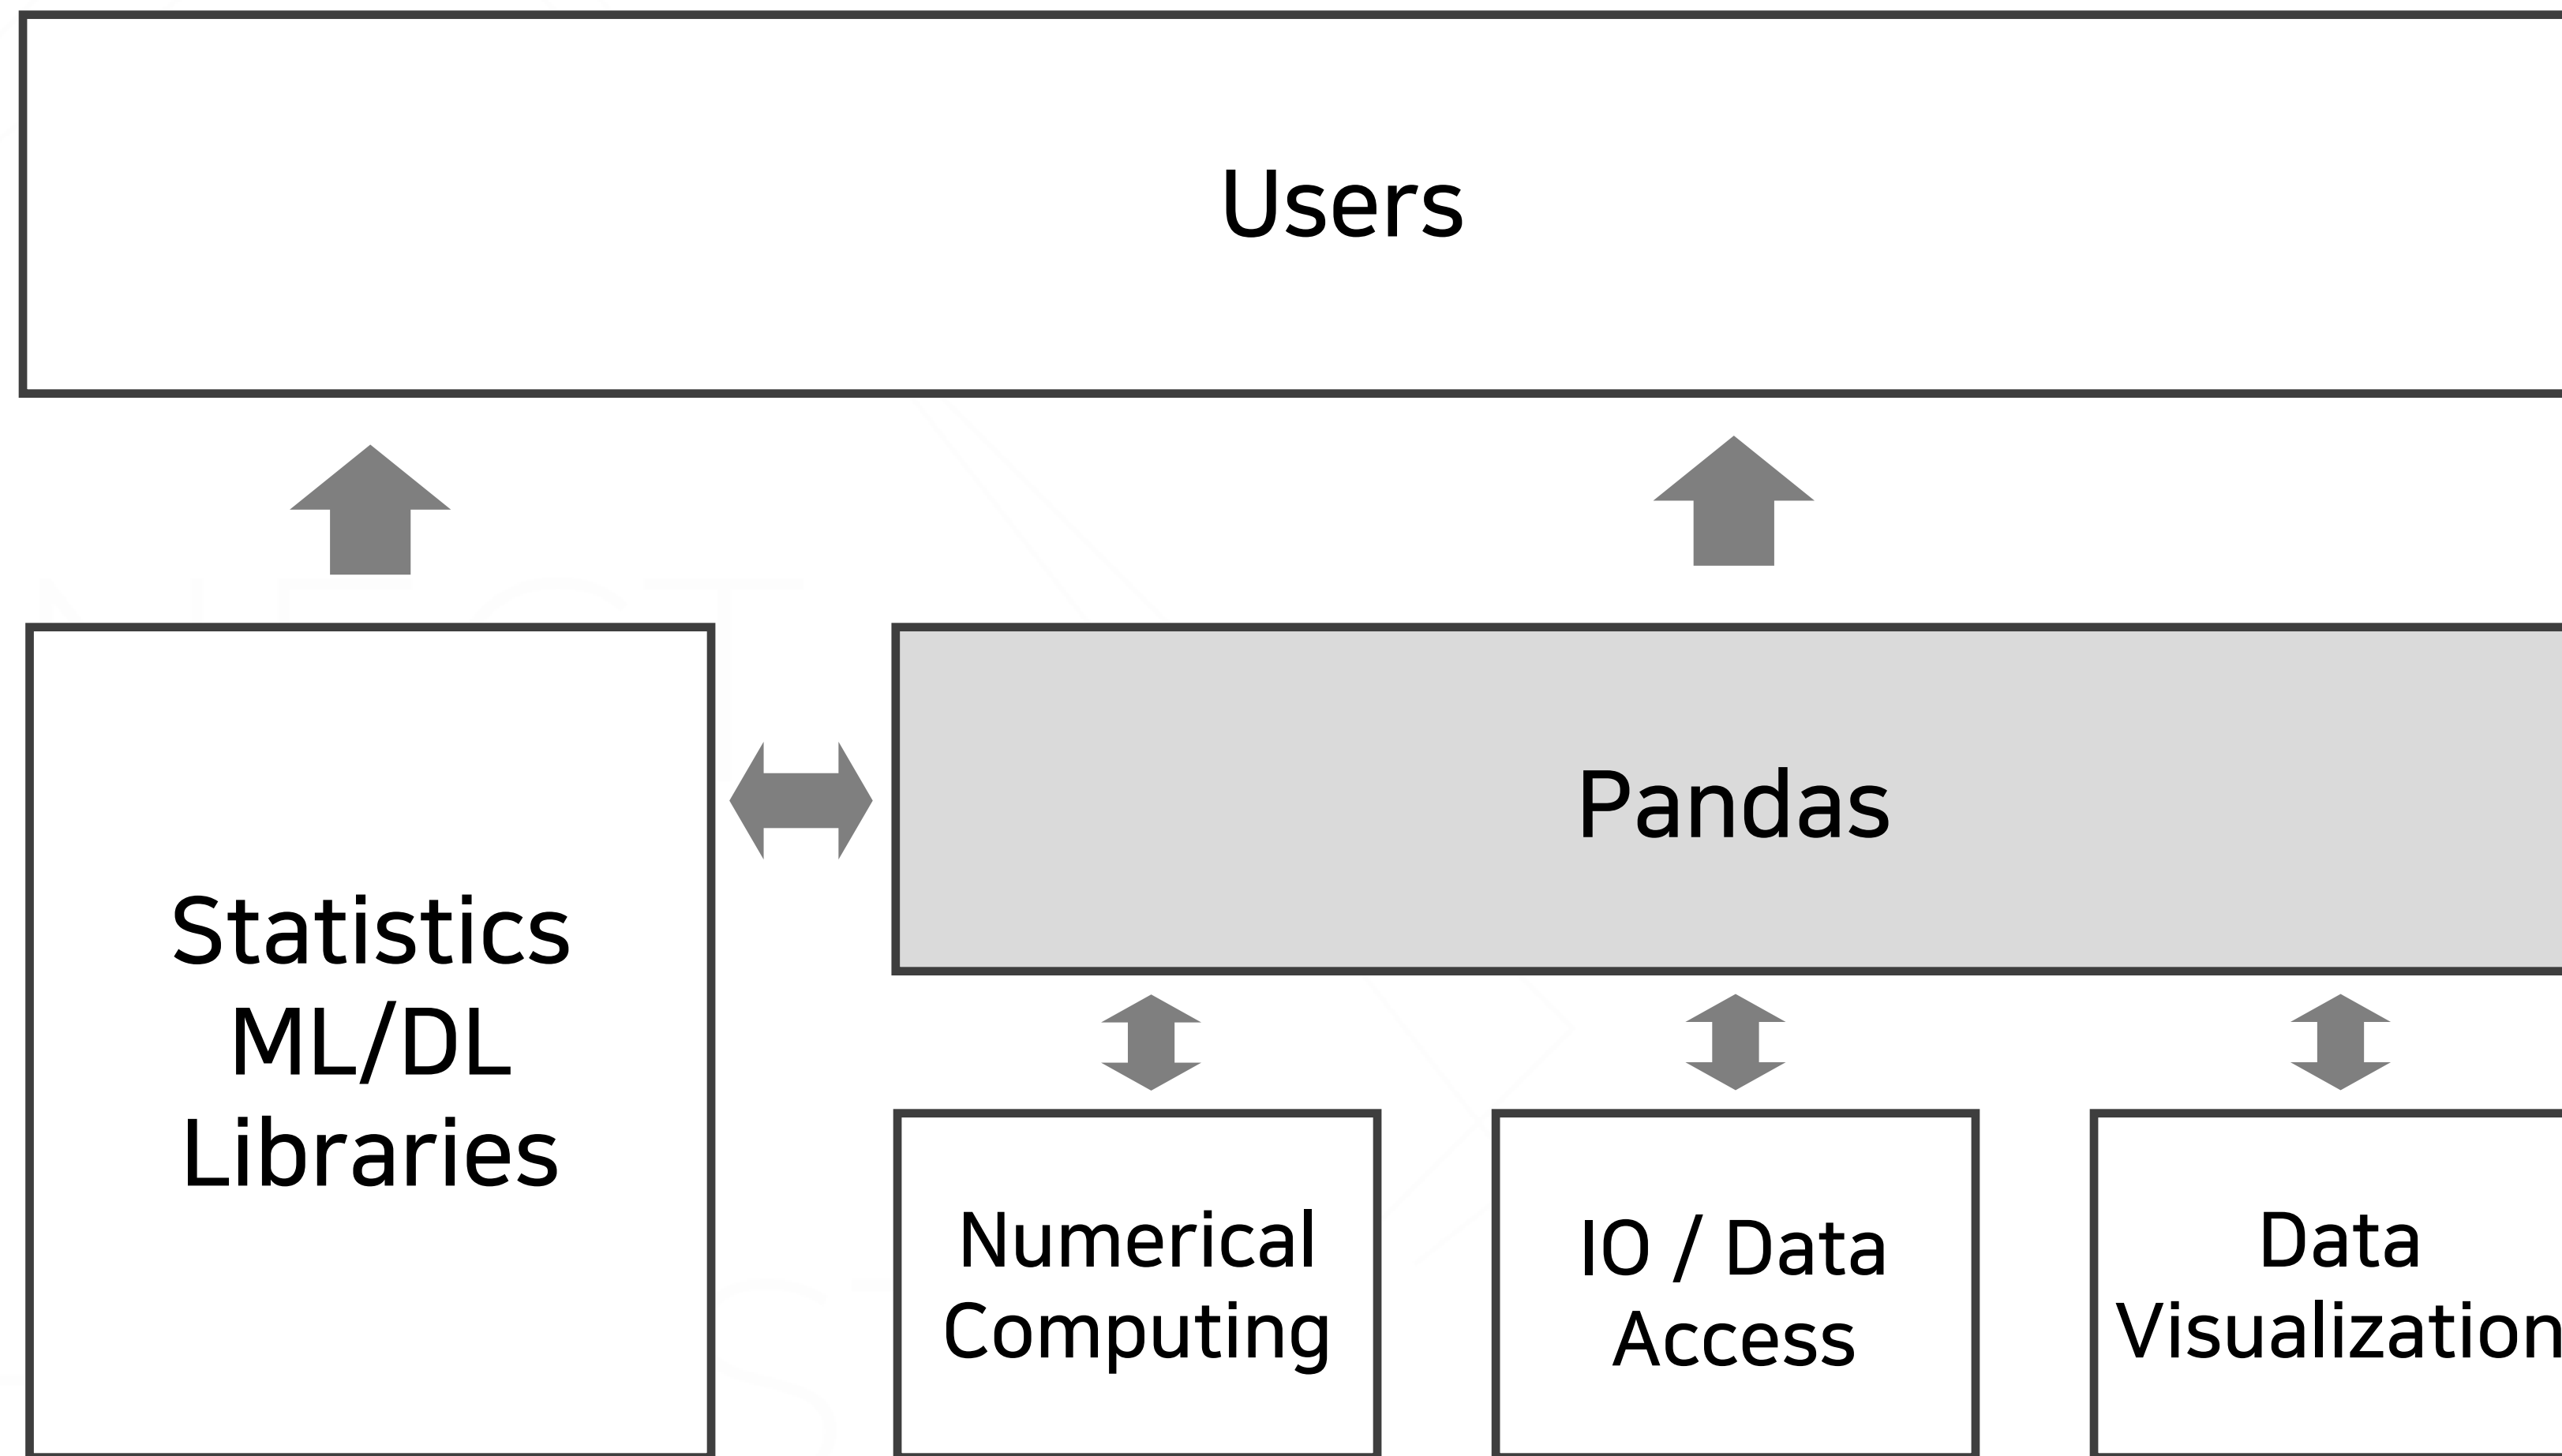 Users
Pandas
Statistics
ML/DL
Libraries
Numerical
Computing
IO / Data
Access
Data
Visualization